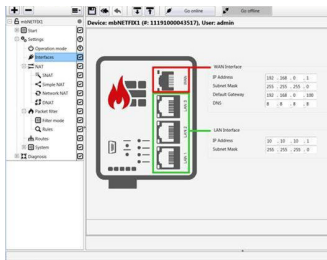 Go online
Go offline
mbNETFIX1
Device: mbNETFIX1 (#: 11191000043517), User: admin
Start
Settings
Operation mode
Interfaces
NAT
SNAT
Simple NAT
Network NAT
DNAT
Packet filter
Filter mode
Rules
Routes
System
Diagnose
WAN
LAN 3
LAN 2
LAN 1
WAN Interface
IP Address 192 . 168 . 0 . 1
Subnet Mask 255 . 255 . 255 . 0
Default Gateway 192 . 168 . 0 . 100
DNS 8 . 8 . 8 . 8
LAN Interface
IP Address 10 . 10 . 10 . 1
Subnet Mask 255 . 255 . 255 . 0